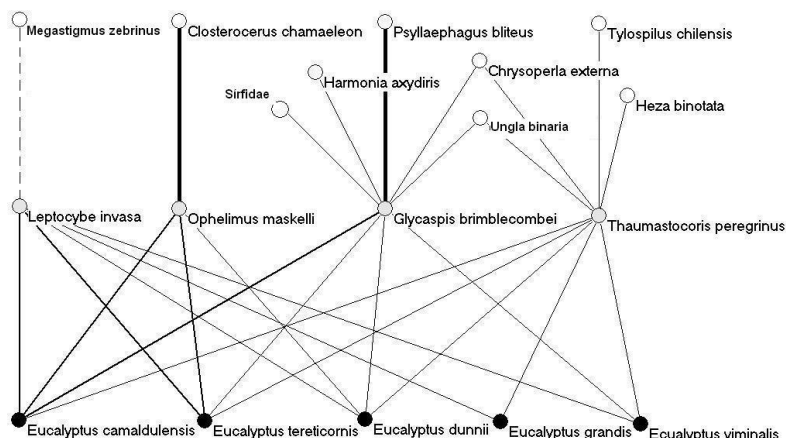 Megastigmus zebrinus
Closterocerus chamaeleon
Psyllaephagus bliteus
Tylospilus chilensis
Chrysoperla externa
Harmonia axydiris
Sirfidae
Heza binotata
Ungla binaria
Leptocybe invasa
Ophelimus maskelli
Glycaspis brimblecombei
Thaumastocoris peregrinus
Eucalyptus camaldulensis
Eucalyptus tereticornis
Eucalyptus dunnii
Eucalyptus grandis
Ecualyptus viminalis